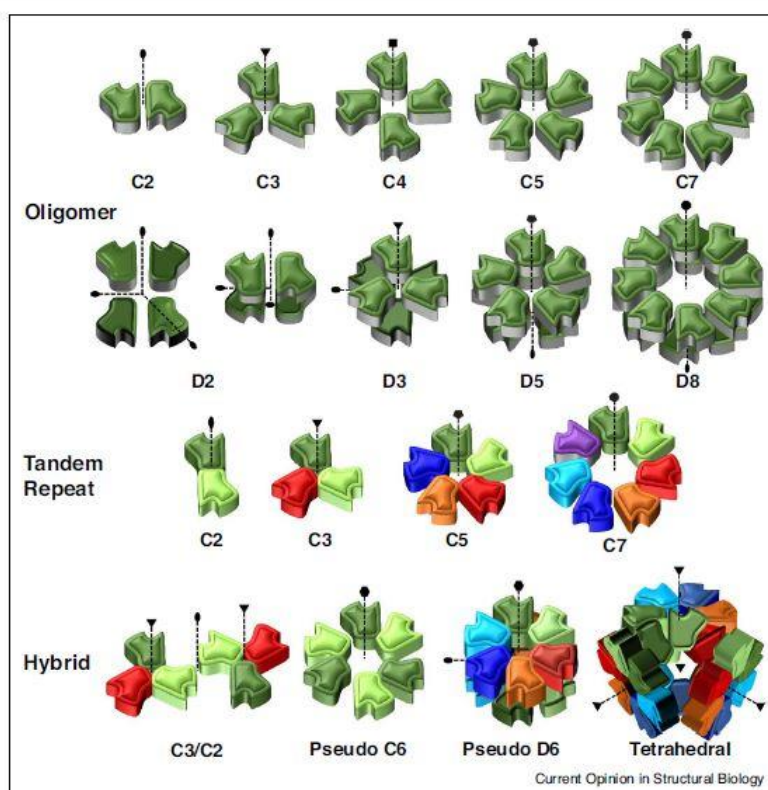 C2 C3 C4 C5 C7
Oligomer
D2 D3 D5 D8
Tandem
Repeat
C2 C3 C5 C7
Hybrid
C3/C2 Pseudo C6 Pseudo D6 Tetrahedral
Current Opinion in Structural Biology